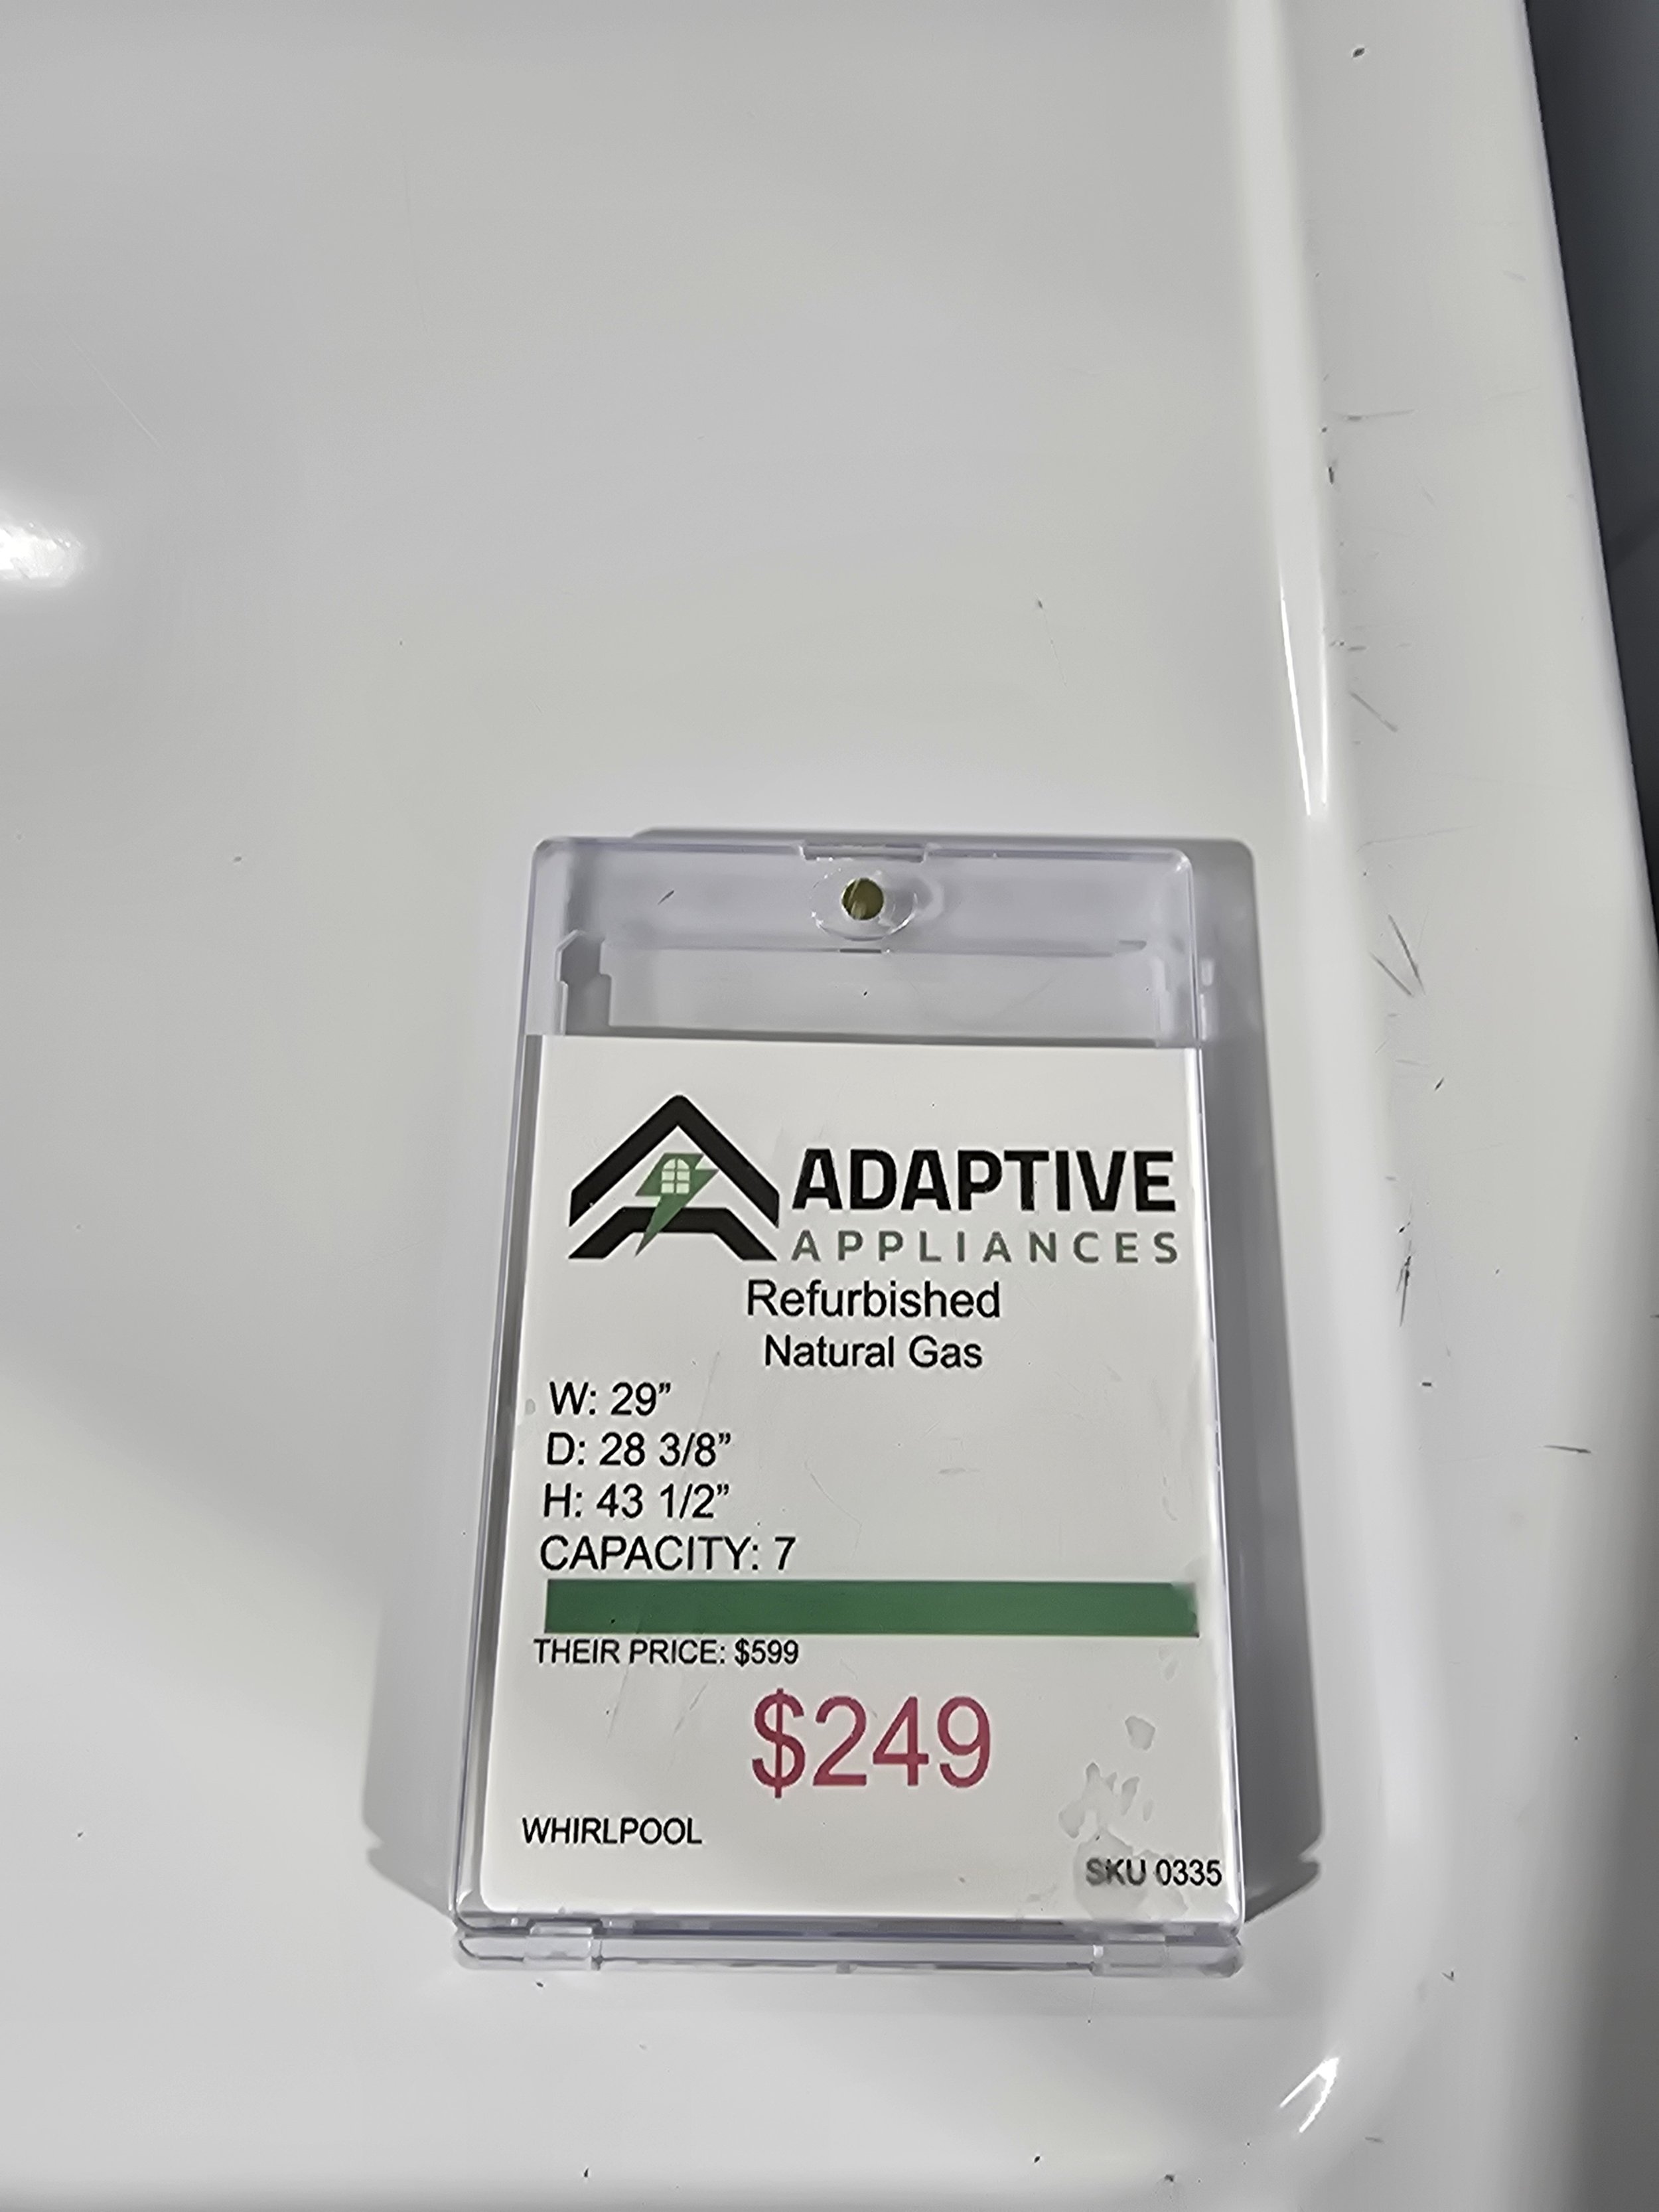 ADAPTIVE
APPLIANCES
Refurbished
Natural Gas
W: 29”
D: 28 3/8”
H: 43 1/2”
CAPACITY: 7
THEIR PRICE: $599
$249
WHIRLPOOL
SKU 0335